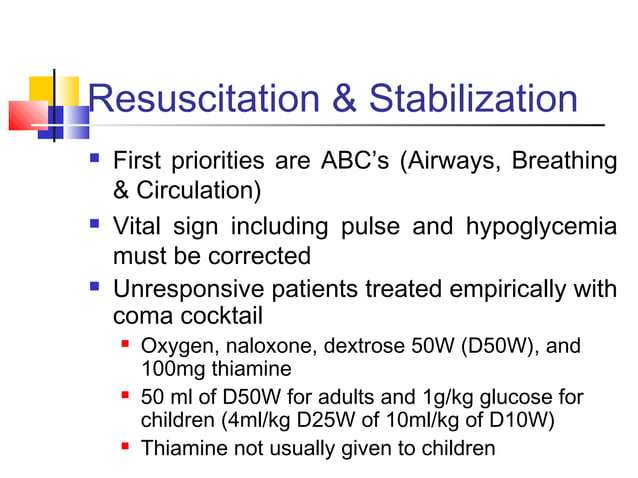 Resuscitation & Stabilization
First priorities are ABC’s (Airways, Breathing
& Circulation)
Vital sign including pulse and hypoglycemia
must be corrected
Unresponsive patients treated empirically with
coma cocktail
Oxygen, naloxone, dextrose 50W (D50W), and
100mg thiamine
50 ml of D50W for adults and 1g/kg glucose for
children (4ml/kg D25W of 10ml/kg of D10W)
Thiamine not usually given to children